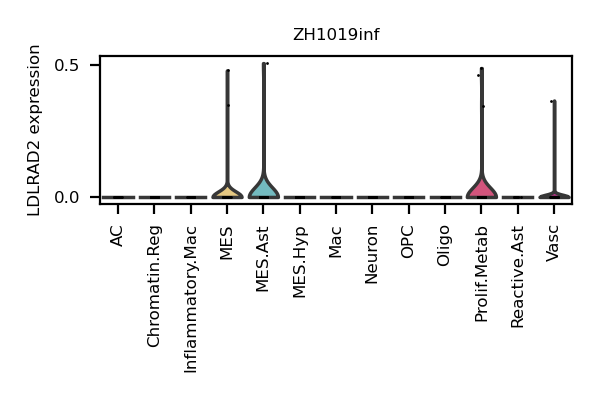 ZH1019inf
LDLRAD2 expression
0.5
0.0
AC
Chromatin.Reg
Inflammatory.Mac
MES
MES.Ast
MES.Hyp
Mac
Neuron
OPC
Oligo
Prolif.Metab
Reactive.Ast
Vasc